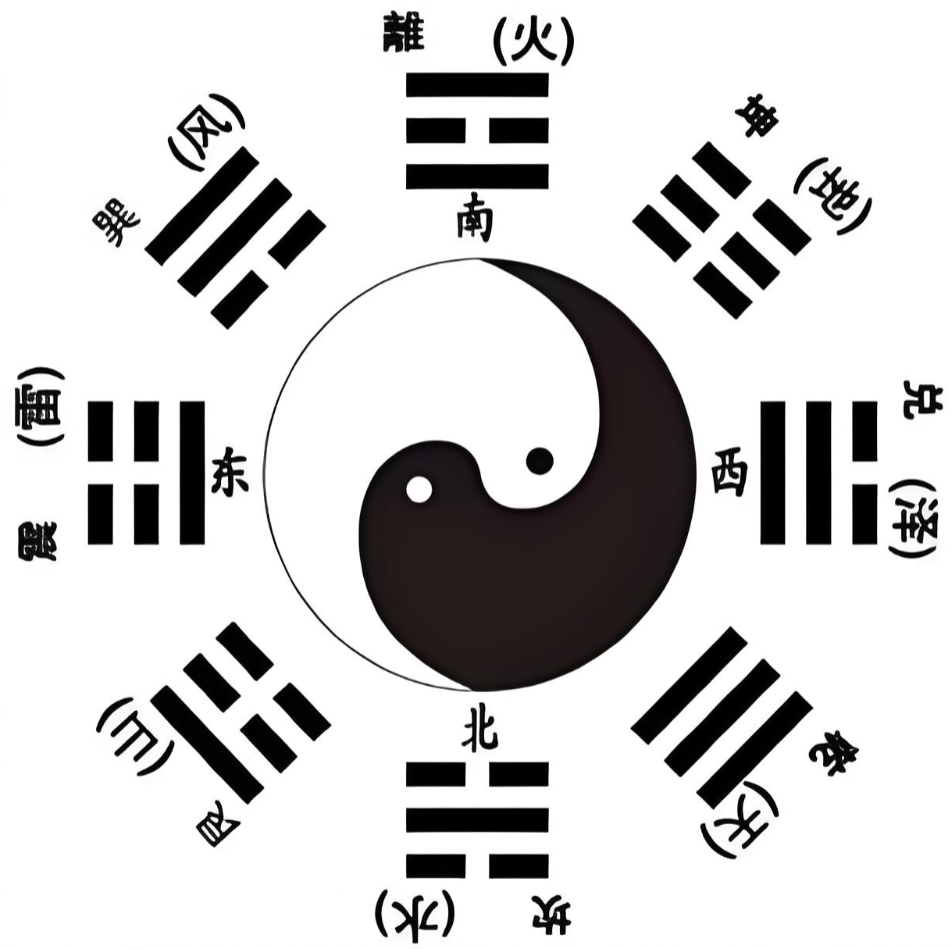 離 (火)
南
坤 (地)
兑 (泽)
西
乾 (天)
北
坎 (水)
艮 (山)
震 (雷)
东
巽 (风)